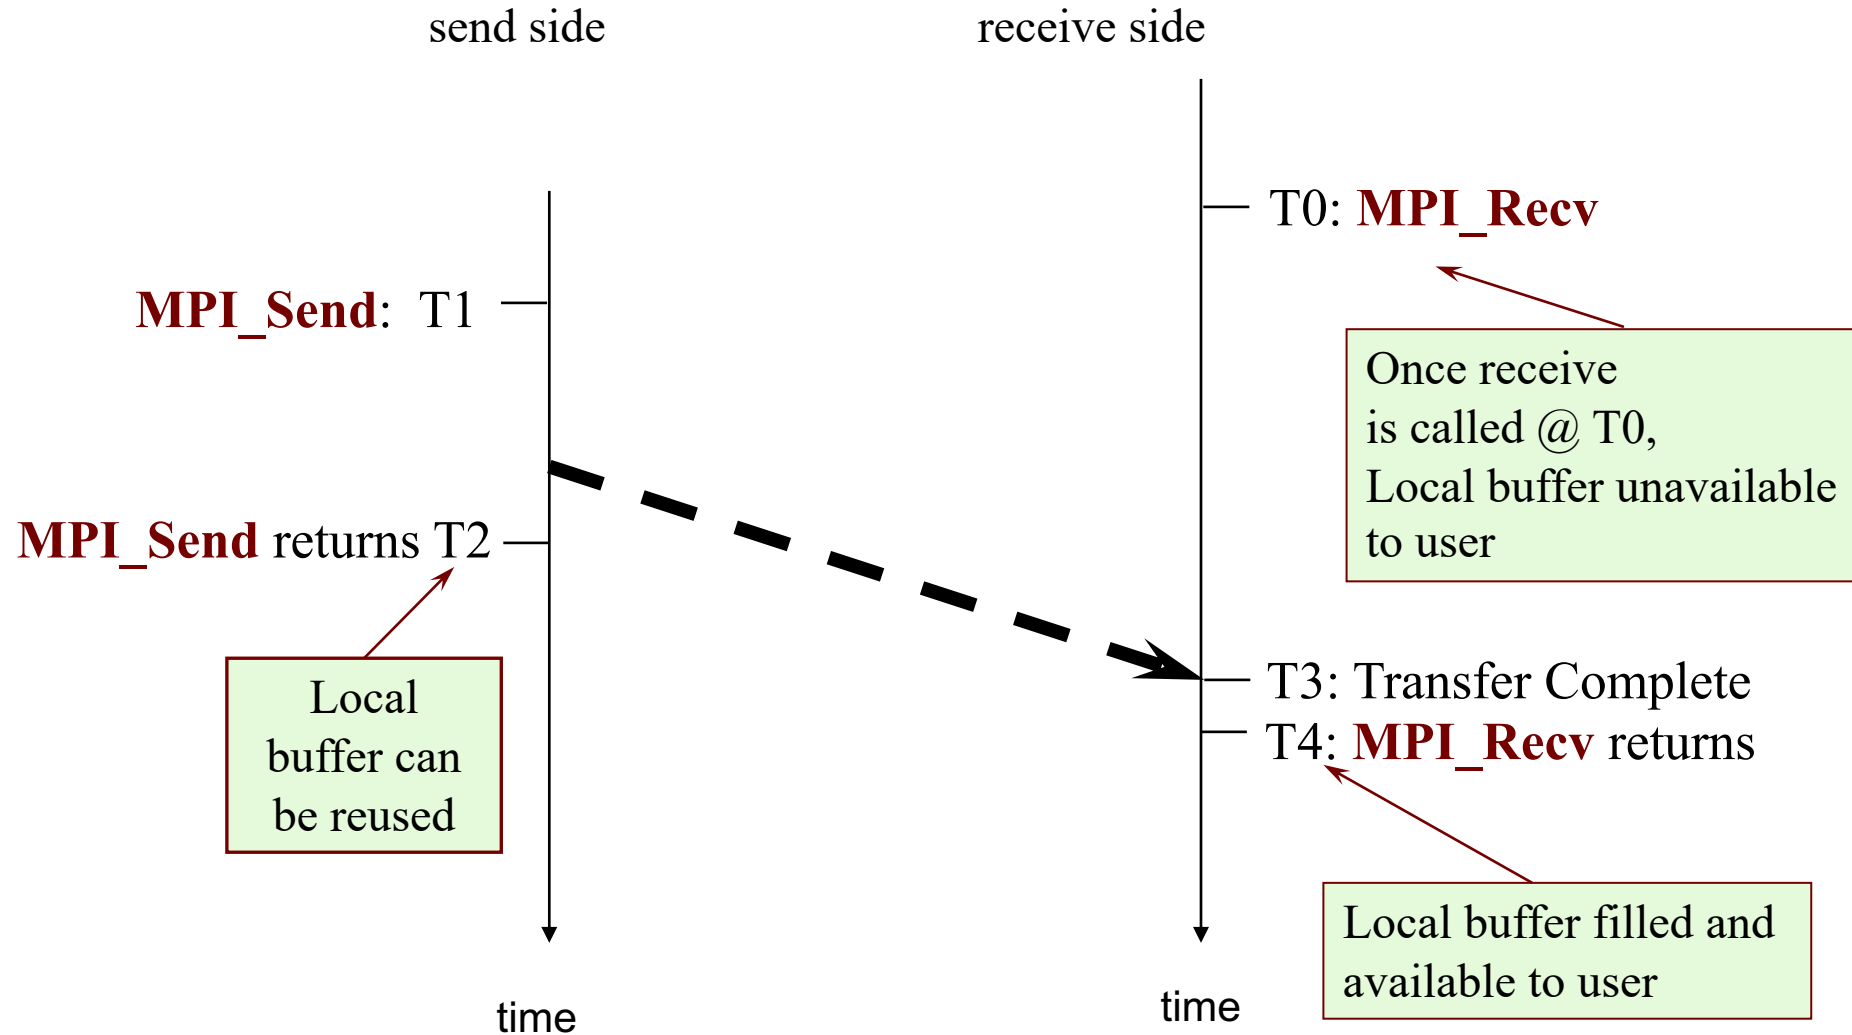 send side
receive side
T0: MPI_Recv
MPI_Send: T1
Once receive
is called @ T0,
Local buffer unavailable
to user
MPI_Send returns T2
Local
buffer can
be reused
T3: Transfer Complete
T4: MPI_Recv returns
Local buffer filled and
available to user
time
time